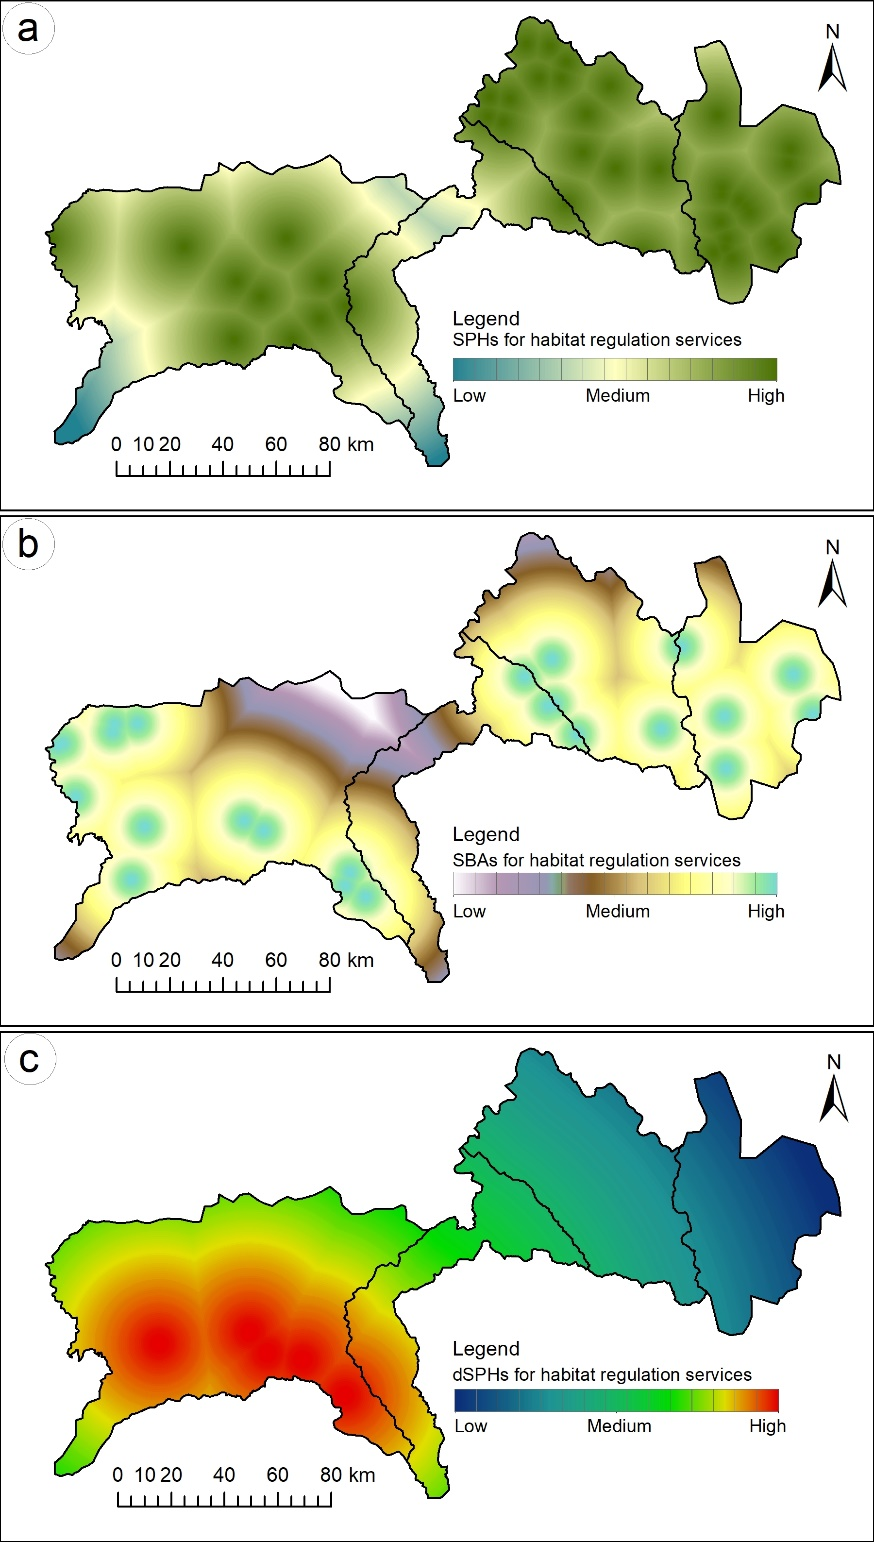 a
N
Legend
SPHs for habitat regulation services
Low Medium High
0 10 20 40 60 80 km
b
N
Legend
SBAs for habitat regulation services
Low Medium High
0 10 20 40 60 80 km
c
N
Legend
dSPHs for habitat regulation services
Low Medium High
0 10 20 40 60 80 km